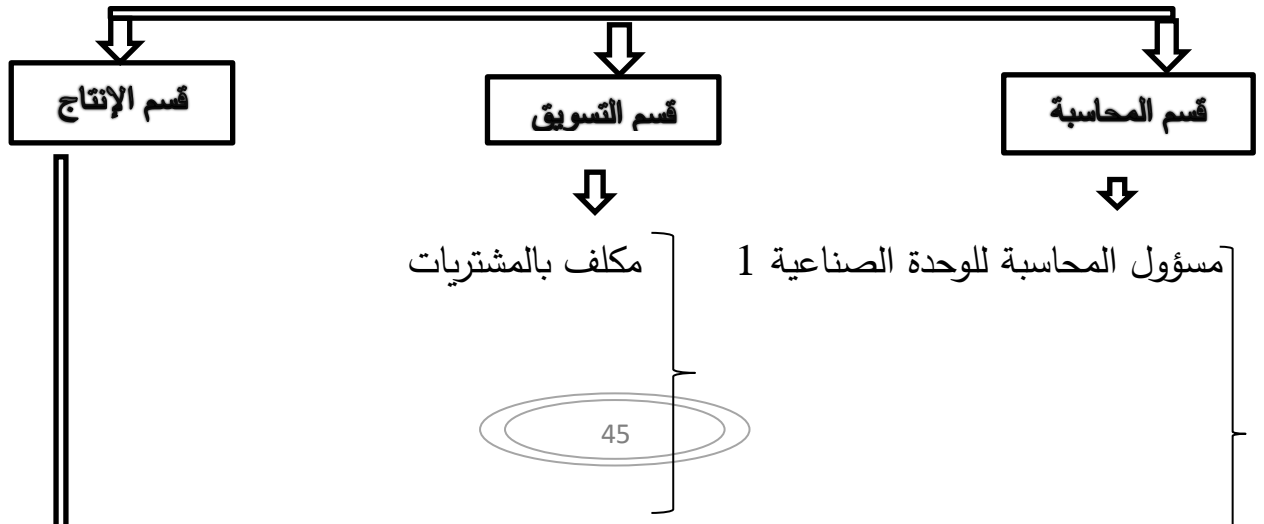 قسم المحاسبة
قسم التسويق
قسم الإنتاج
مسؤول المحاسبة للوحدة الصناعية 1
مكلف بالمشتريات
45